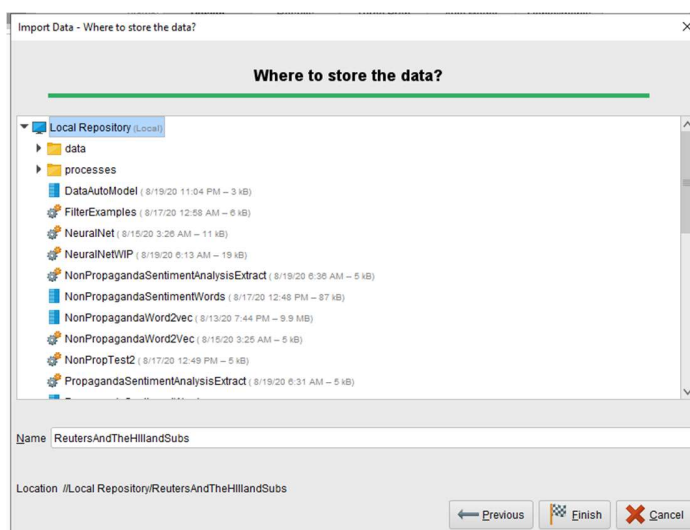 Import Data - Where to store the data?
Where to store the data?
Local Repository (Local)
data
processes
DataAutoModel ( 8/19/20 11:04 PM – 3 kB)
FilterExamples ( 8/17/20 12:58 AM – 6 kB)
NeuralNet ( 8/15/20 3:26 AM – 11 kB)
NeuralNetWIP ( 8/19/20 6:13 AM – 19 kB)
NonPropagandaSentimentAnalysisExtract ( 8/19/20 6:36 AM – 5 kB)
NonPropagandaSentimentWords ( 8/17/20 12:48 PM – 87 kB)
NonPropagandaWord2vec ( 8/13/20 7:44 PM – 9.9 MB)
NonPropagandaWord2Vec ( 8/15/20 3:25 AM – 5 kB)
NonPropTest2 ( 8/17/20 12:49 PM – 5 kB)
PropagandaSentimentAnalysisExtract ( 8/19/20 6:31 AM – 5 kB)
Name ReutersAndTheHIllandSubs
Location //Local Repository/ReutersAndTheHIllandSubs
Previous Finish Cancel